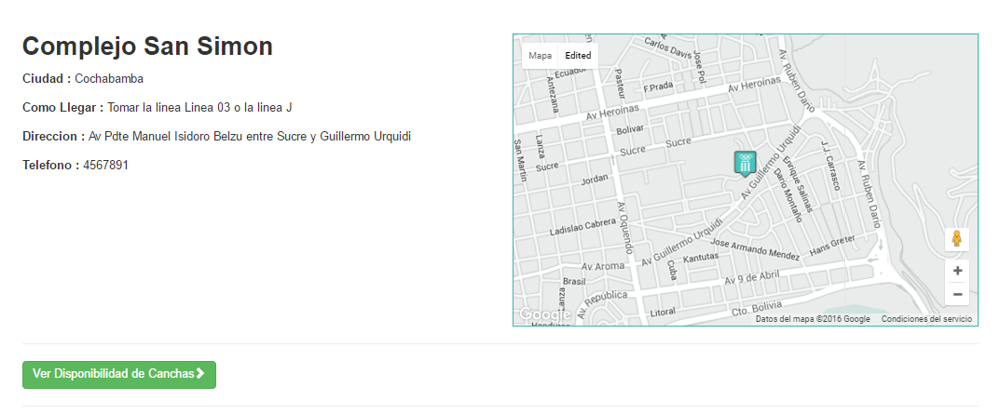 Complejo San Simon
Ciudad : Cochabamba
Como Llegar : Tomar la linea Linea 03 o la linea J
Direccion : Av Pdte Manuel Isidoro Belzu entre Sucre y Guillermo Urquidi
Telefono : 4567891
Mapa
Edited
Carlos Davis
Jose Pol
Av. Ruben Dario
Ecuador
Antezana
Pasteur
F.Prada
Av Heroinas
Av Heroinas
Bolivar
Sucre
Sucre
San Martin
Lanza
Sucre
Jordan
Av Guillermo Urquidi
Enrique Salinas
J.J. Carrasco
Dario Montaño
Av. Ruben Dario
Ladislao Cabrera
Av Oquendo
Av Guillermo Urquidi
Jose Armando Mendez
Hans Greter
Kantutas
Cuba
Av Aroma
Brasil
Lanza
Av 9 de Abril
Av. República
Litoral
Cto. Bolivia
Google
Datos del mapa ©2016 Google
Condiciones del servicio
+
−
Ver Disponibilidad de Canchas